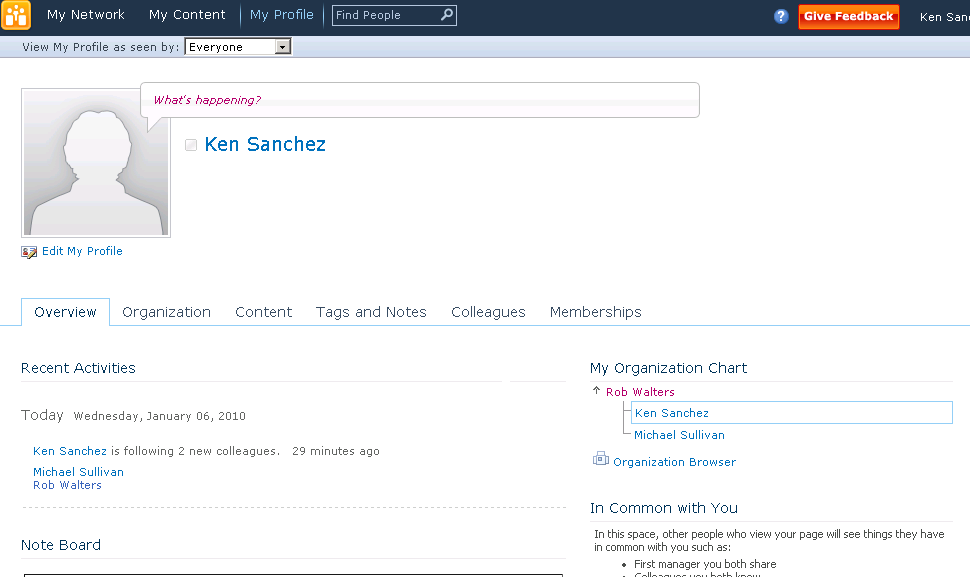 My Network My Content My Profile Find People Give Feedback Ken
View My Profile as seen by: Everyone
What's happening?
Ken Sanchez
Edit My Profile
Overview Organization Content Tags and Notes Colleagues Memberships
Recent Activities
Today Wednesday, January 06, 2010
Ken Sanchez is following 2 new colleagues. 29 minutes ago
Michael Sullivan
Rob Walters
Note Board
My Organization Chart
Rob Walters
Ken Sanchez
Michael Sullivan
Organization Browser
In Common with You
In this space, other people who view your page will see things they have
in common with you such as:
• First manager you both share
• Colleagues you both know